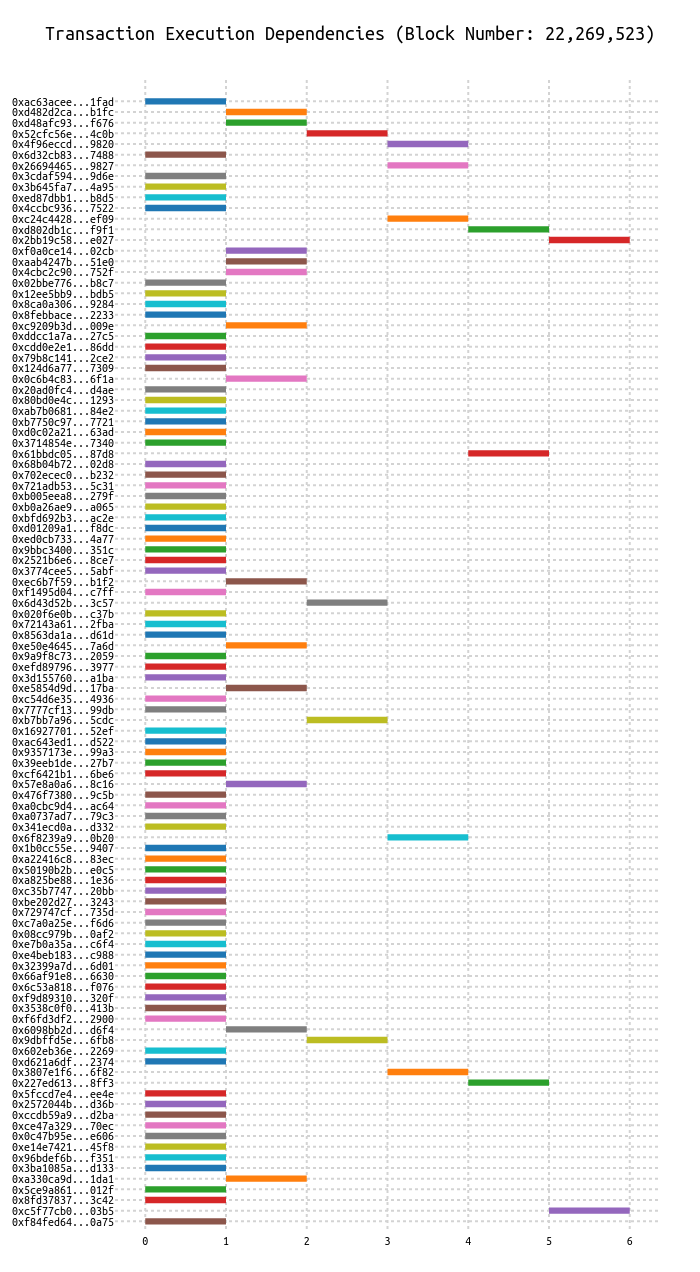 Transaction Execution Dependencies (Block Number: 22,269,523)
0xac63acee...1fad
0xd482d2ca...b1fc
0xd48afc93...f676
0x52cfc56e...4c0b
0x4f96eccd...9820
0x6d32cb83...7488
0x26694465...9827
0x3cdaf594...9d6e
0x3b645fa7...4a95
0xed87dbb1...b8d5
0x4ccbc936...7522
0xc24c4428...ef09
0xd802db1c...f9f1
0x2bb19c58...e027
0xf0a0ce14...02cb
0xaab4247b...51e0
0x4cbc2c90...752f
0x02bbe776...b8c7
0x12ee5bb9...bdb5
0x8ca0a306...9284
0x8febbace...2233
0xc9209b3d...009e
0xddcc1a7a...27c5
0xcdd0e2e1...86dd
0x79b8c141...2ce2
0x124d6a77...7309
0x0c6b4c83...6f1a
0x20ad0fc4...d4ae
0x80bd0e4c...1293
0xab7b0681...84e2
0xb7750c97...7721
0xd0c02a21...63ad
0x3714854e...7340
0x61bbdc05...87d8
0x68b04b72...02d8
0x702ecec0...b232
0x721adb53...5c31
0xb005eea8...279f
0xb0a26ae9...a065
0xbfd692b3...ac2e
0xd01209a1...f8dc
0xed0cb733...4a77
0x9bbc3400...351c
0x2521b6e6...8ce7
0x3774cee5...5abf
0xec6b7f59...b1f2
0xf1495d04...c7ff
0x6d43d52b...3c57
0x020f6e0b...c37b
0x72143a61...2fba
0x8563da1a...d61d
0xe50e4645...7a6d
0x9a9f8c73...2059
0xefd89796...3977
0x3d155760...a1ba
0xe5854d9d...17ba
0xc54d6e35...4936
0x7777cf13...99db
0xb7bb7a96...5cdc
0x16927701...52ef
0xac643ed1...d522
0x9357173e...99a3
0x39eeb1de...27b7
0xcf6421b1...6be6
0x57e8a0a6...8c16
0x476f7380...9c5b
0xa0cbc9d4...ac64
0xa0737ad7...79c3
0x341ecd0a...d332
0x6f8239a9...0b20
0x1b0cc55e...9407
0xa22416c8...83ec
0x50190b2b...e0c5
0xa825be88...1e36
0xc35b7747...20bb
0xbe202d27...3243
0x729747cf...735d
0xc7a0a25e...f6d6
0x08cc979b...0af2
0xe7b0a35a...c6f4
0xe4beb183...c988
0x32399a7d...6d01
0x66af91e8...6630
0x6c53a818...f076
0xf9d89310...320f
0x3538c0f0...413b
0xf6fd3df2...2900
0x6098bb2d...d6f4
0x9dbffd5e...6fb8
0x602eb36e...2269
0xd621a6df...2374
0x3807e1f6...6f82
0x227ed613...8ff3
0x5fccd7e4...ee4e
0x2572044b...d36b
0xccdb59a9...d2ba
0xce47a329...70ec
0x0c47b95e...e606
0xe14e7421...45f8
0x96bdef6b...f351
0x3ba1085a...d133
0xa330ca9d...1da1
0x5ce9a861...012f
0x8fd37837...3c42
0xc5f77cb0...03b5
0xf84fed64...0a75
0 1 2 3 4 5 6